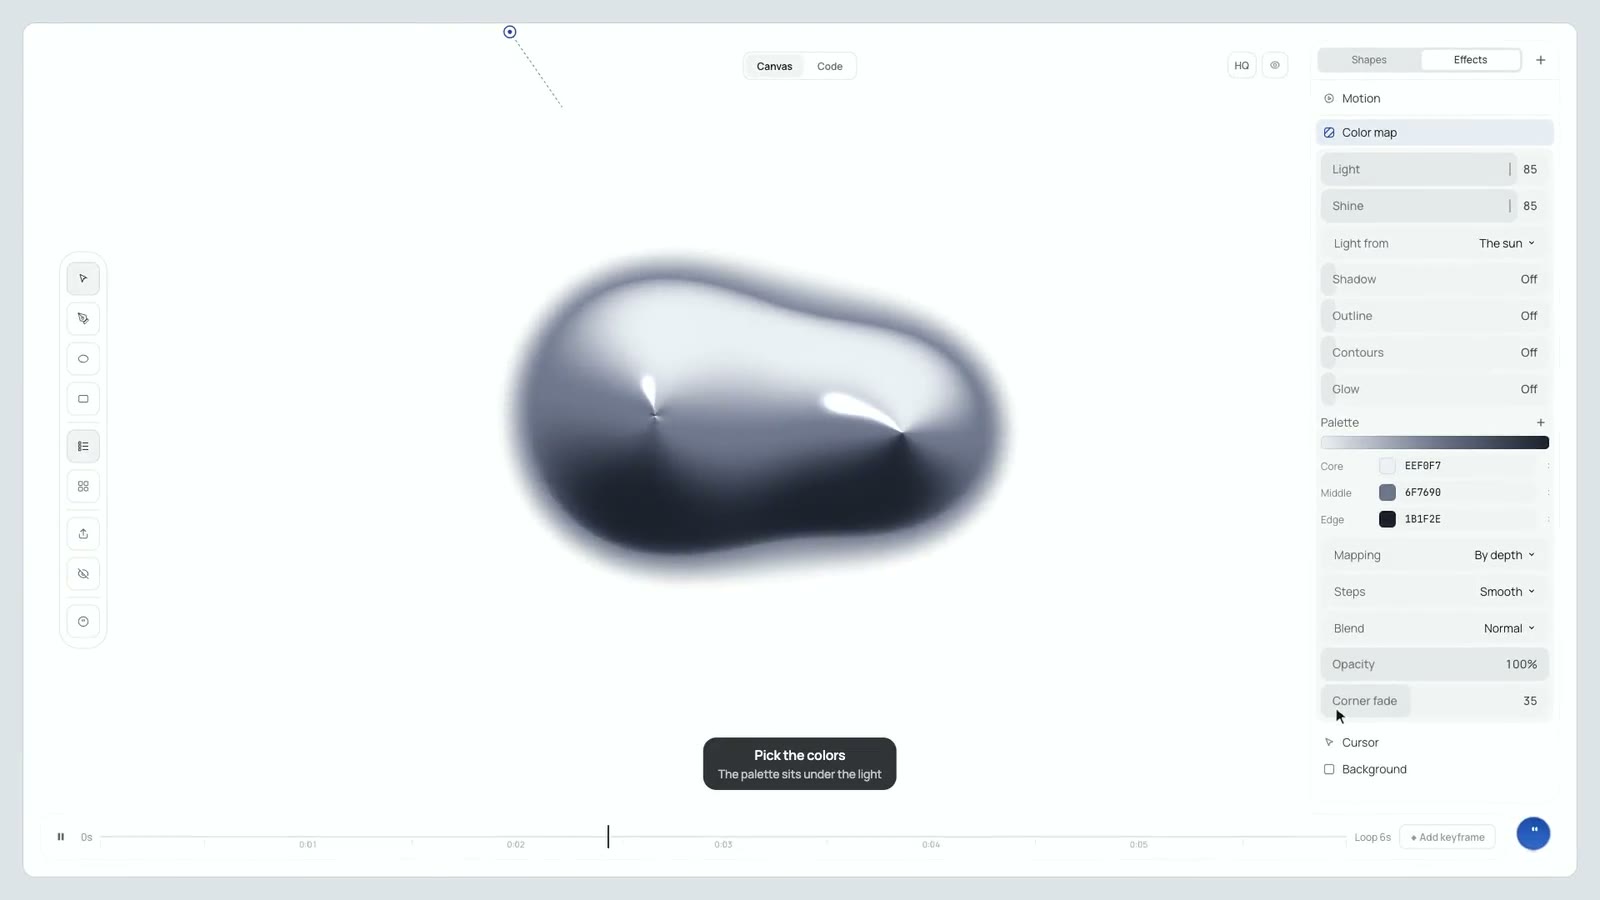 Canvas Code
HQ
Shapes Effects
Motion
Color map
Light 85
Shine 85
Light from The sun
Shadow Off
Outline Off
Contours Off
Glow Off
Palette
Core EEF0F7
Middle 6F7690
Edge 1B1F2E
Mapping By depth
Steps Smooth
Blend Normal
Opacity 100%
Corner fade 35
Cursor
Background
Pick the colors
The palette sits under the light
0s 0:01 0:02 0:03 0:04 0:05 Loop 6s Add keyframe